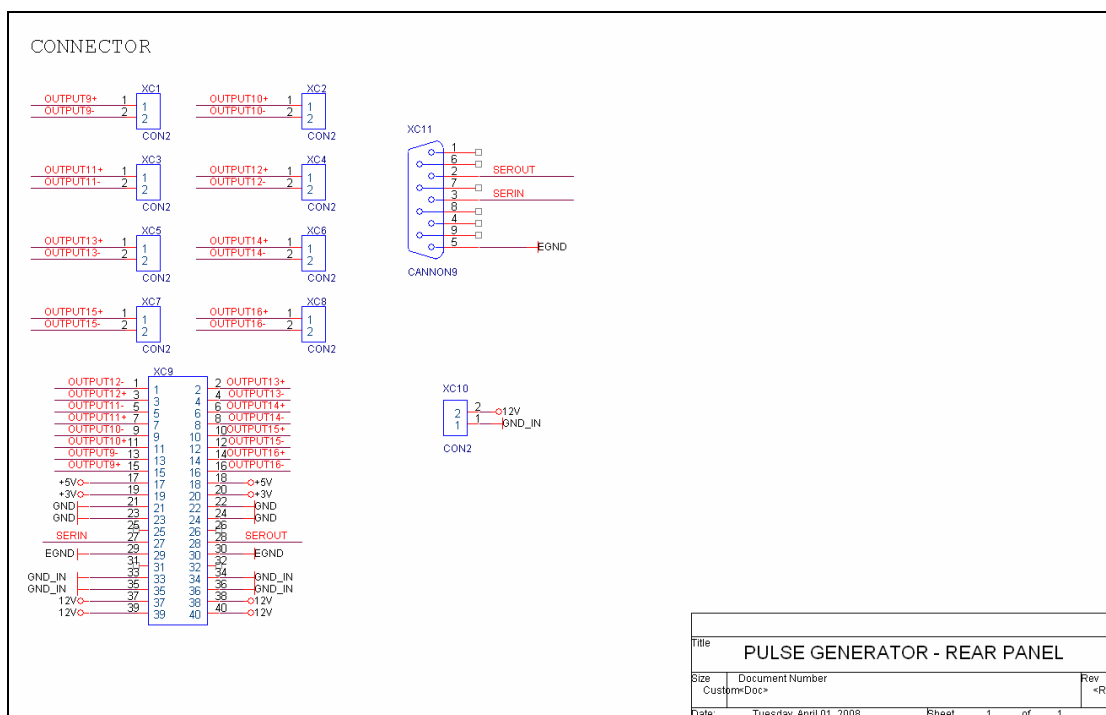 CONNECTOR
XC1
OUTPUT9+ 1 1
OUTPUT9- 2 2
CON2
XC2
OUTPUT10+ 1 1
OUTPUT10- 2 2
CON2
XC3
OUTPUT11+ 1 1
OUTPUT11- 2 2
CON2
XC4
OUTPUT12+ 1 1
OUTPUT12- 2 2
CON2
XC5
OUTPUT13+ 1 1
OUTPUT13- 2 2
CON2
XC6
OUTPUT14+ 1 1
OUTPUT14- 2 2
CON2
XC7
OUTPUT15+ 1 1
OUTPUT15- 2 2
CON2
XC8
OUTPUT16+ 1 1
OUTPUT16- 2 2
CON2
XC11
1
6
2 SEROUT
7
3 SERIN
8
4
9
5 EGND
CANNON9
XC9
OUTPUT12- 1 1 2 2 OUTPUT13+
OUTPUT12+ 3 3 4 4 OUTPUT13-
OUTPUT11- 5 5 6 6 OUTPUT14+
OUTPUT11+ 7 7 8 8 OUTPUT14-
OUTPUT10- 9 9 10 10 OUTPUT15+
OUTPUT10+ 11 11 12 12 OUTPUT15-
OUTPUT9- 13 13 14 14 OUTPUT16+
OUTPUT9+ 15 15 16 16 OUTPUT16-
+5V 17 17 18 18 +5V
+3V 19 19 20 20 +3V
GND 21 21 22 22 GND
GND 23 23 24 24 GND
25 25 26 26
SERIN 27 27 28 28 SEROUT
EGND 29 29 30 30 EGND
31 31 32 32
GND_IN 33 33 34 34 GND_IN
GND_IN 35 35 36 36 GND_IN
12V 37 37 38 38 12V
12V 39 39 40 40 12V
XC10
2 2 12V
1 1 GND_IN
CON2
Title
PULSE GENERATOR - REAR PANEL
Size Document Number Rev
Custom <Doc> <R
Date: Tuesday, April 01, 2008 Sheet 1 of 1